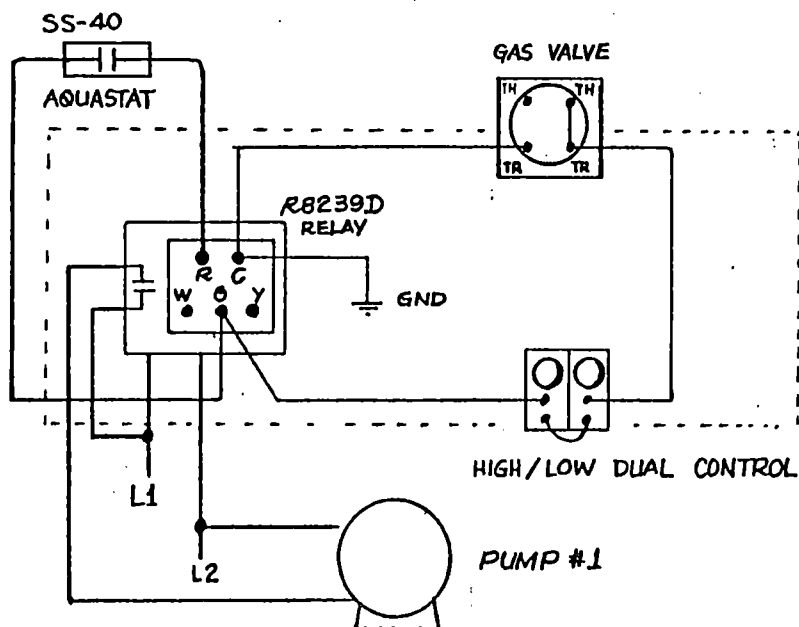 SS-40
AQUASTAT
GAS VALVE
TH TH
TR TR
R8239D
RELAY
R C
W G Y
GND
HIGH/LOW DUAL CONTROL
L1
L2
PUMP #1